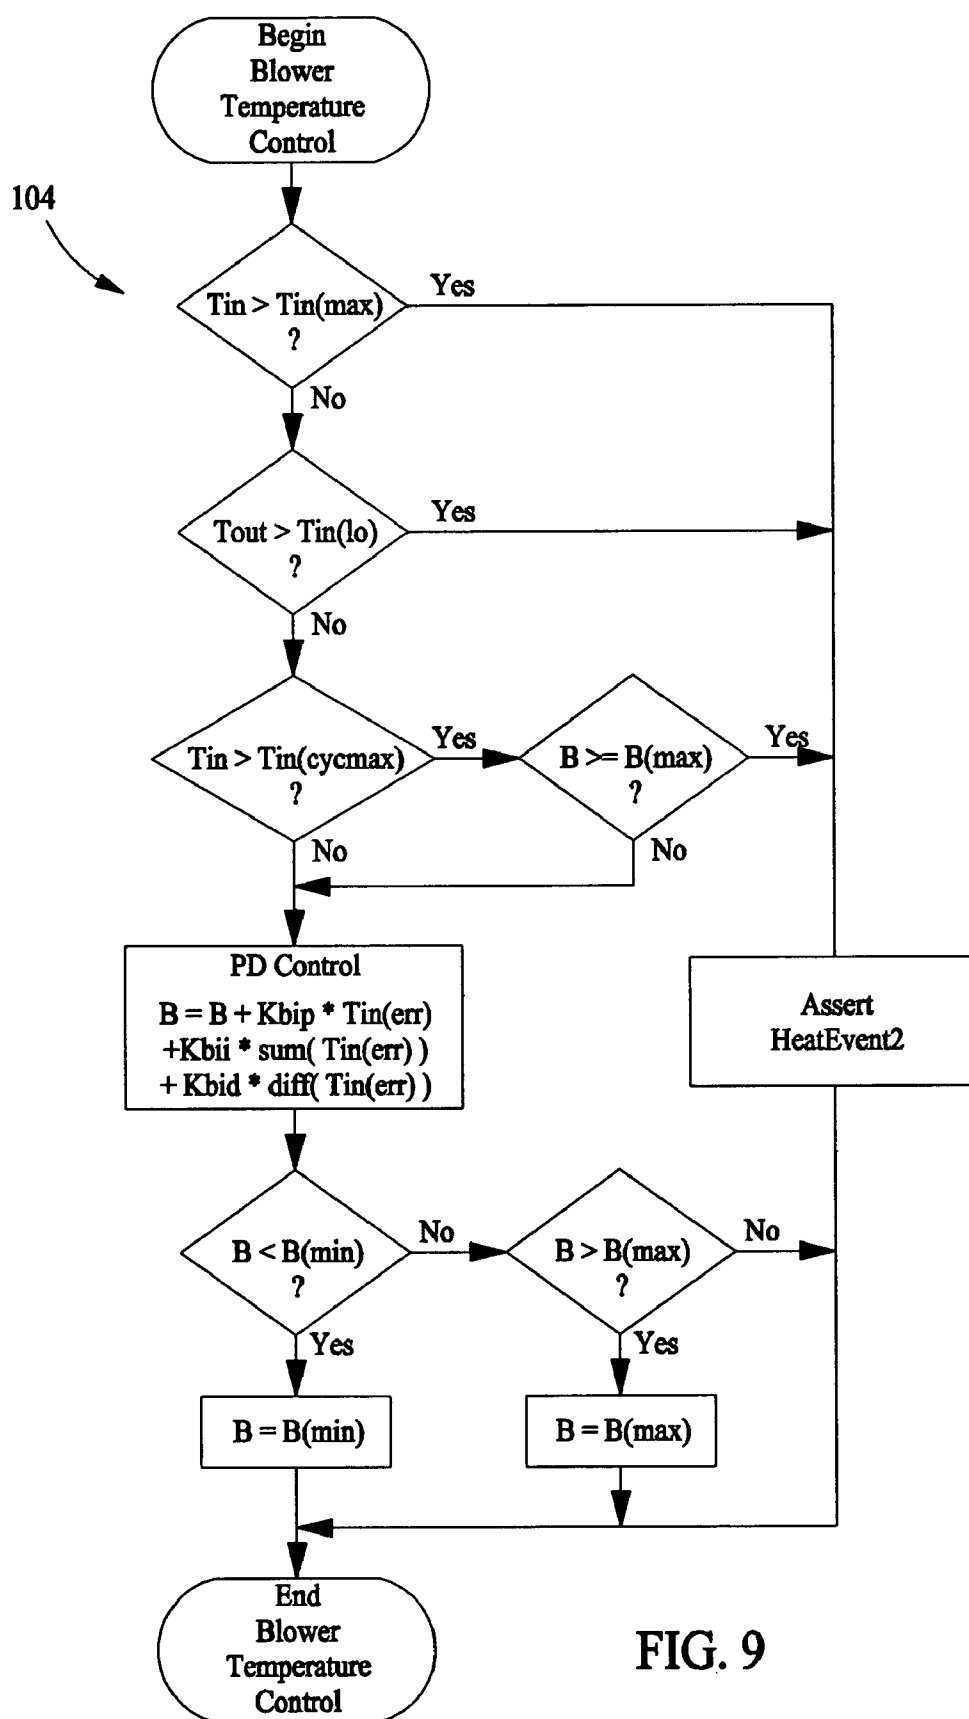 Begin
Blower
Temperature
Control
104
Tin > Tin(max)
?
Yes
No
Tout > Tin(lo)
?
Yes
No
Tin > Tin(cycmax)
?
Yes
B >= B(max)
?
Yes
No
No
PD Control
B = B + Kbip * Tin(err)
+Kbii * sum( Tin(err) )
+ Kbid * diff( Tin(err) )
Assert
HeatEvent2
B < B(min)
?
No
B > B(max)
?
No
Yes
Yes
B = B(min)
B = B(max)
End
Blower
Temperature
Control
FIG. 9